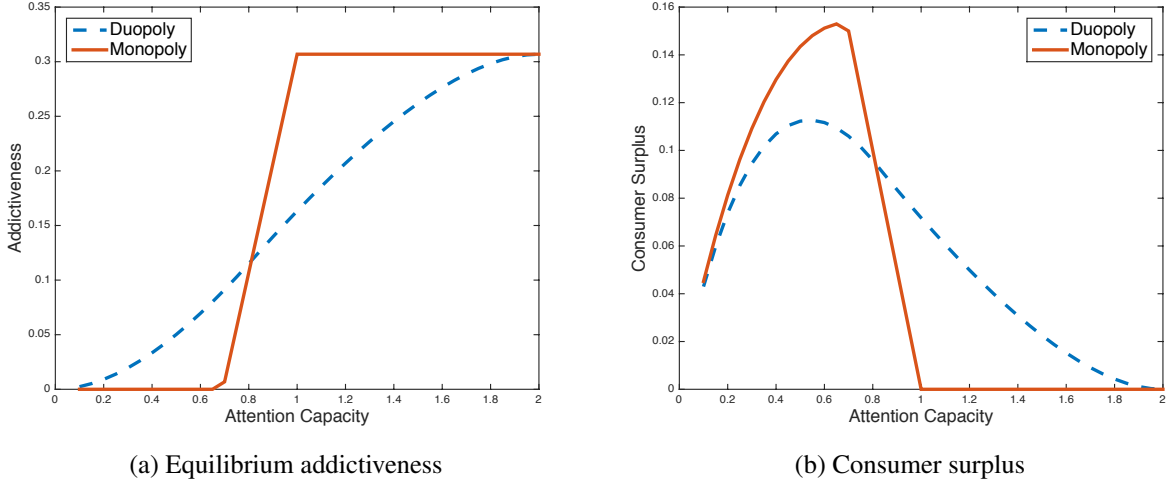 Duopoly
Monopoly
0.35
0.3
0.25
0.2
0.15
0.1
0.05
0
Addictiveness
0 0.2 0.4 0.6 0.8 1 1.2 1.4 1.6 1.8 2
Attention Capacity
(a) Equilibrium addictiveness
Duopoly
Monopoly
0.16
0.14
0.12
0.1
0.08
0.06
0.04
0.02
0
Consumer Surplus
0 0.2 0.4 0.6 0.8 1 1.2 1.4 1.6 1.8 2
Attention Capacity
(b) Consumer surplus